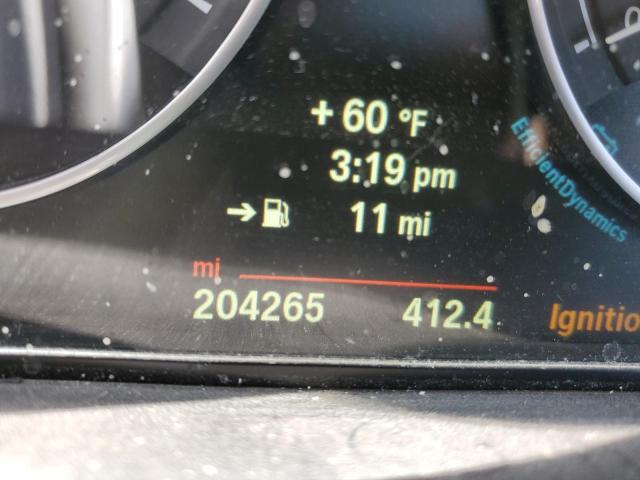 + 60 °F
3:19 pm
→ 11 mi
EfficientDynamics
mi
204265 412.4
Ignitio